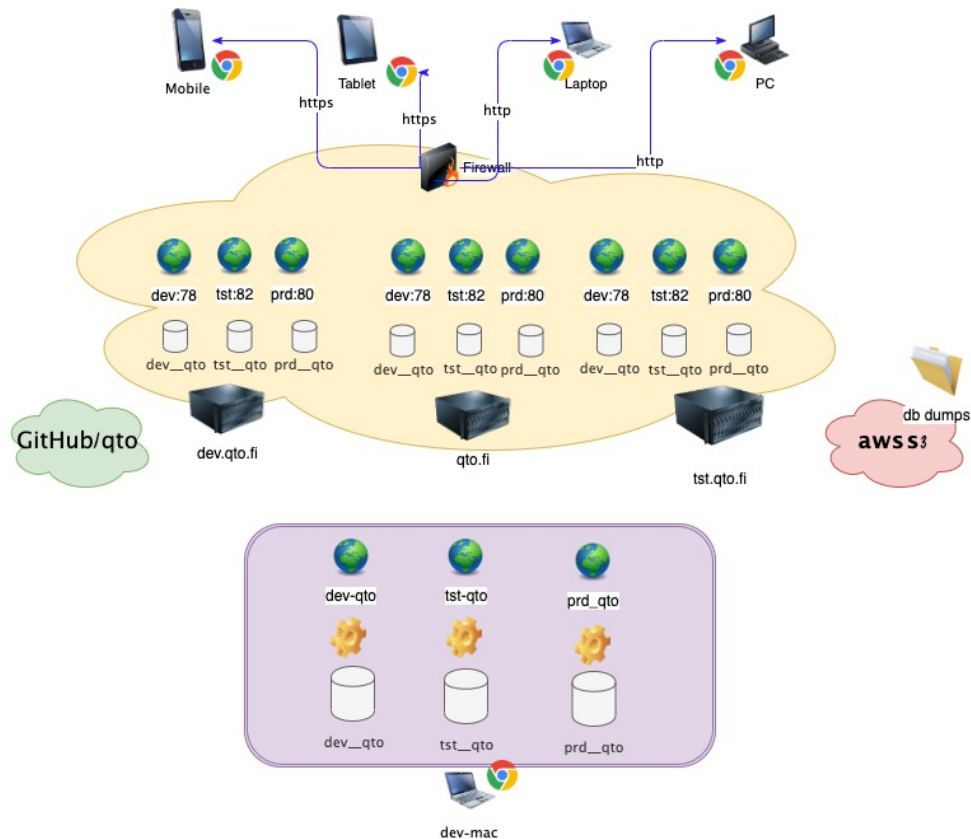 Mobile
Tablet
Laptop
PC
https
https
http
http
Firewall
dev:78
tst:82
prd:80
dev:78
tst:82
prd:80
dev:78
tst:82
prd:80
dev__qto
tst__qto
prd__qto
dev__qto
tst__qto
prd__qto
dev__qto
tst__qto
prd__qto
dev.qto.fi
qto.fi
tst.qto.fi
GitHub/qto
db dumps
awss3
dev-qto
tst-qto
prd_qto
dev__qto
tst__qto
prd__qto
dev-mac